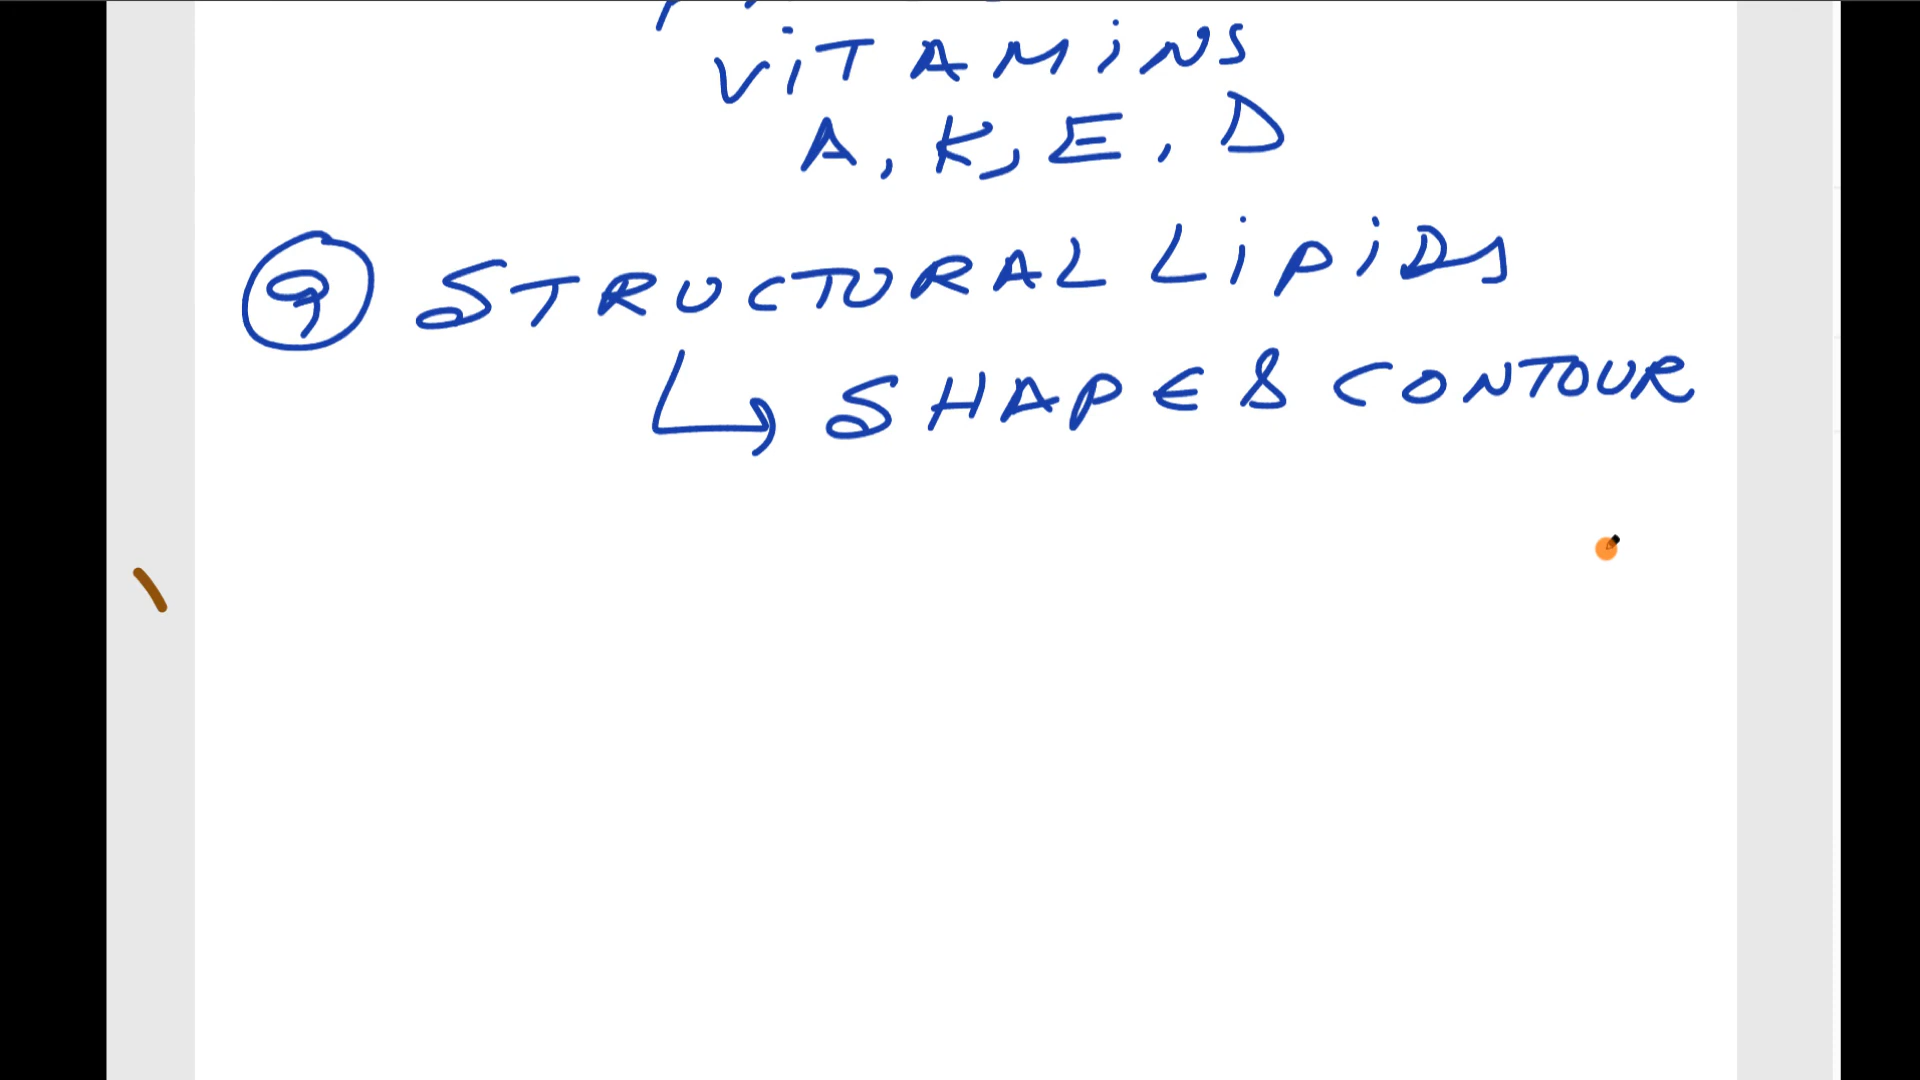 ViTAMiNS
A, K, E, D
9 STRUCTURAL LiPiDS
↳ SHAPE & CONTOUR